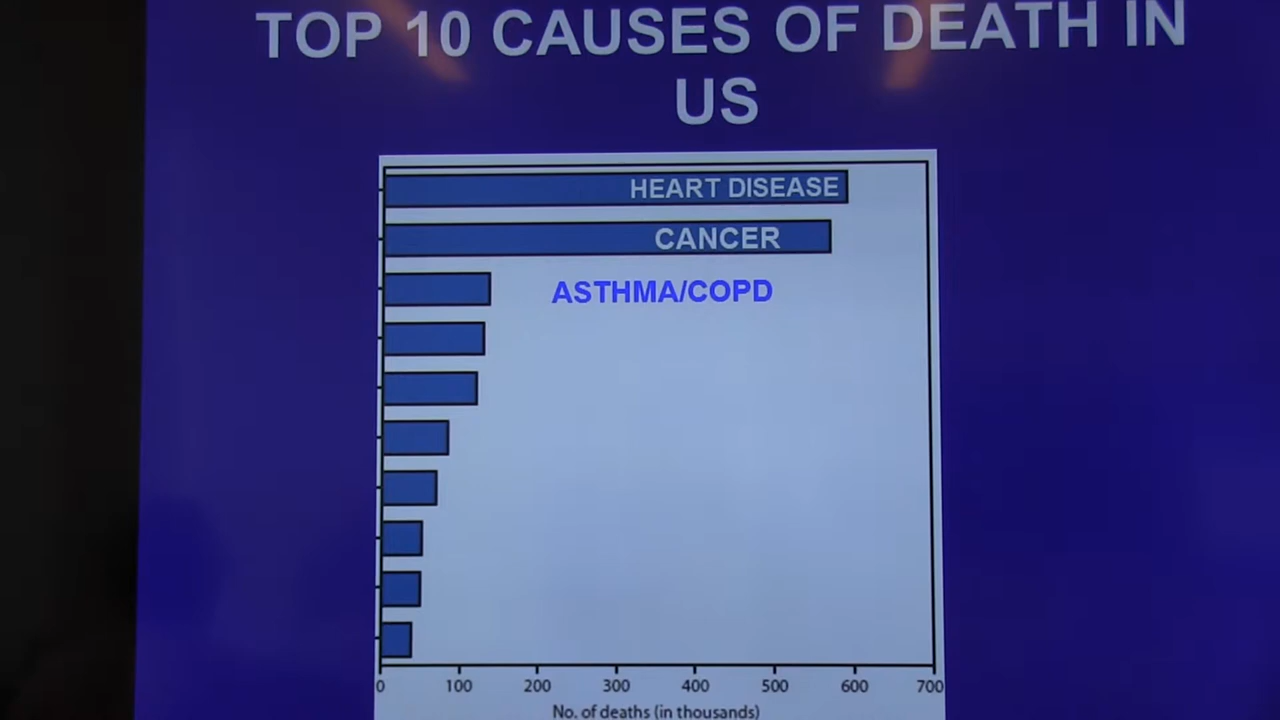 TOP 10 CAUSES OF DEATH IN
US
HEART DISEASE
CANCER
ASTHMA/COPD
0 100 200 300 400 500 600 700
No. of deaths (in thousands)